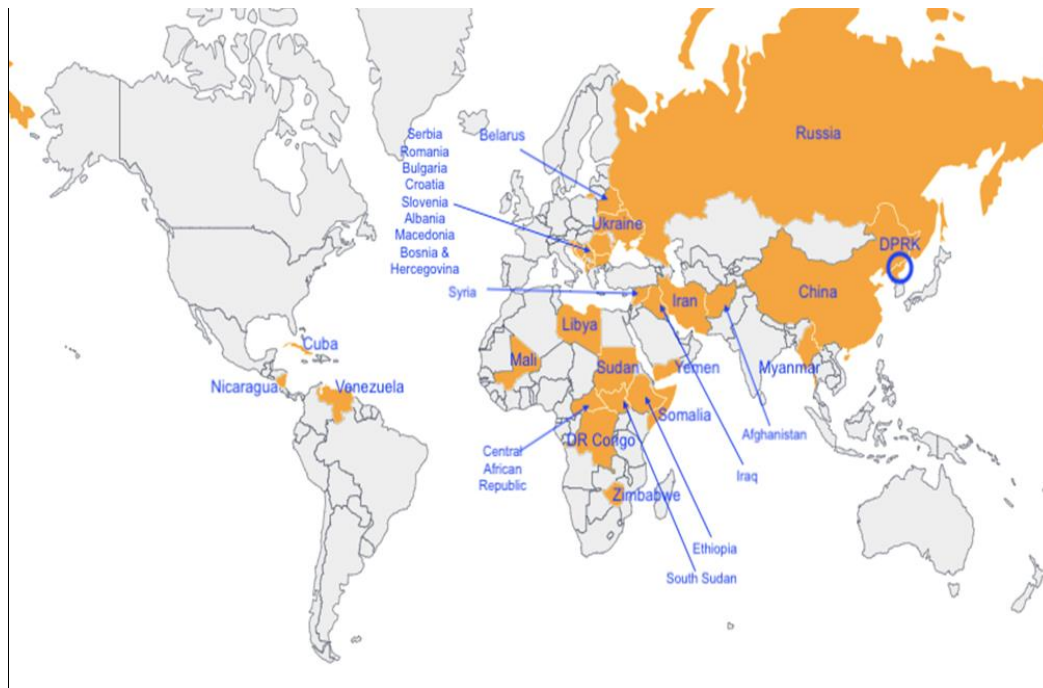 Serbia
Romania
Bulgaria
Croatia
Slovenia
Albania
Macedonia
Bosnia &
Hercegovina
Belarus
Russia
Ukraine
DPRK
Syria
Iran
China
Libya
Cuba
Mali
Sudan
Yemen
Myanmar
Nicaragua
Venezuela
Somalia
Afghanistan
DR Congo
Central
African
Republic
Iraq
Zimbabwe
Ethiopia
South Sudan